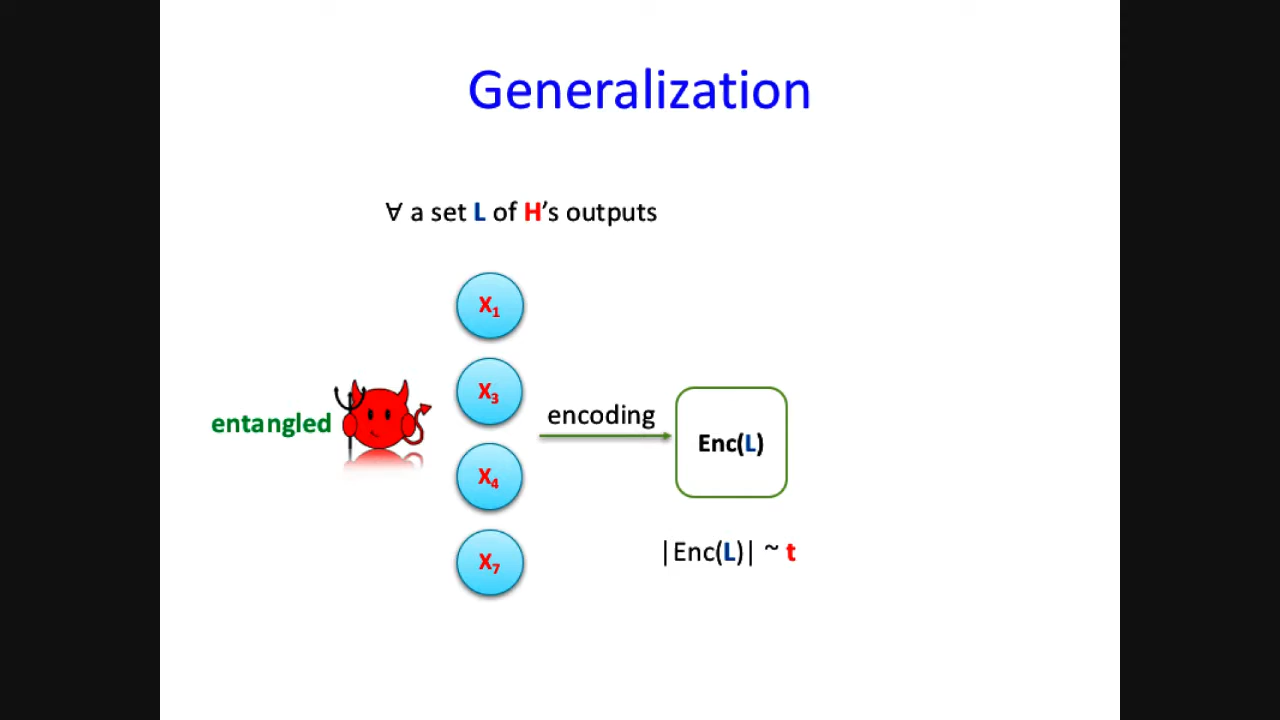 Generalization
∀ a set L of H's outputs
X₁
X₃
entangled
encoding
Enc(L)
X₄
|Enc(L)| ~ t
X₇